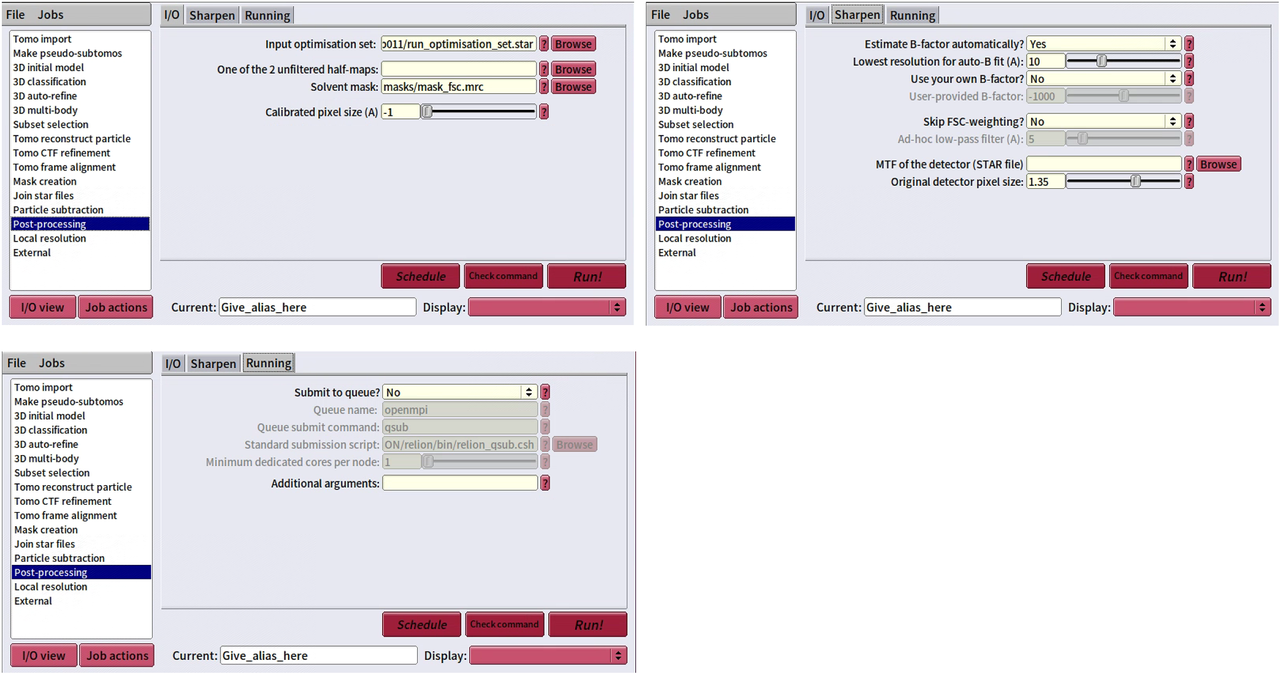 File Jobs
Tomo import
Make pseudo-subtomos
3D initial model
3D classification
3D auto-refine
3D multi-body
Subset selection
Tomo reconstruct particle
Tomo CTF refinement
Tomo frame alignment
Mask creation
Join star files
Particle subtraction
Post-processing
Local resolution
External
I/O view Job actions
I/O Sharpen Running
Input optimisation set: ɔ011/run_optimisation_set.star ? Browse
One of the 2 unfiltered half-maps: ? Browse
Solvent mask: masks/mask_fsc.mrc ? Browse
Calibrated pixel size (A) -1 ?
Schedule Check command Run!
Current: Give_alias_here Display:
File Jobs
Tomo import
Make pseudo-subtomos
3D initial model
3D classification
3D auto-refine
3D multi-body
Subset selection
Tomo reconstruct particle
Tomo CTF refinement
Tomo frame alignment
Mask creation
Join star files
Particle subtraction
Post-processing
Local resolution
External
I/O view Job actions
I/O Sharpen Running
Estimate B-factor automatically? Yes ?
Lowest resolution for auto-B fit (A): 10 ?
Use your own B-factor? No ?
User-provided B-factor: -1000 ?
Skip FSC-weighting? No ?
Ad-hoc low-pass filter (A): 5 ?
MTF of the detector (STAR file) ? Browse
Original detector pixel size: 1.35 ?
Schedule Check command Run!
Current: Give_alias_here Display:
File Jobs
Tomo import
Make pseudo-subtomos
3D initial model
3D classification
3D auto-refine
3D multi-body
Subset selection
Tomo reconstruct particle
Tomo CTF refinement
Tomo frame alignment
Mask creation
Join star files
Particle subtraction
Post-processing
Local resolution
External
I/O view Job actions
I/O Sharpen Running
Submit to queue? No ?
Queue name: openmpi ?
Queue submit command: qsub ?
Standard submission script: ON/relion/bin/relion_qsub.csh ? Browse
Minimum dedicated cores per node: 1 ?
Additional arguments: ?
Schedule Check command Run!
Current: Give_alias_here Display: